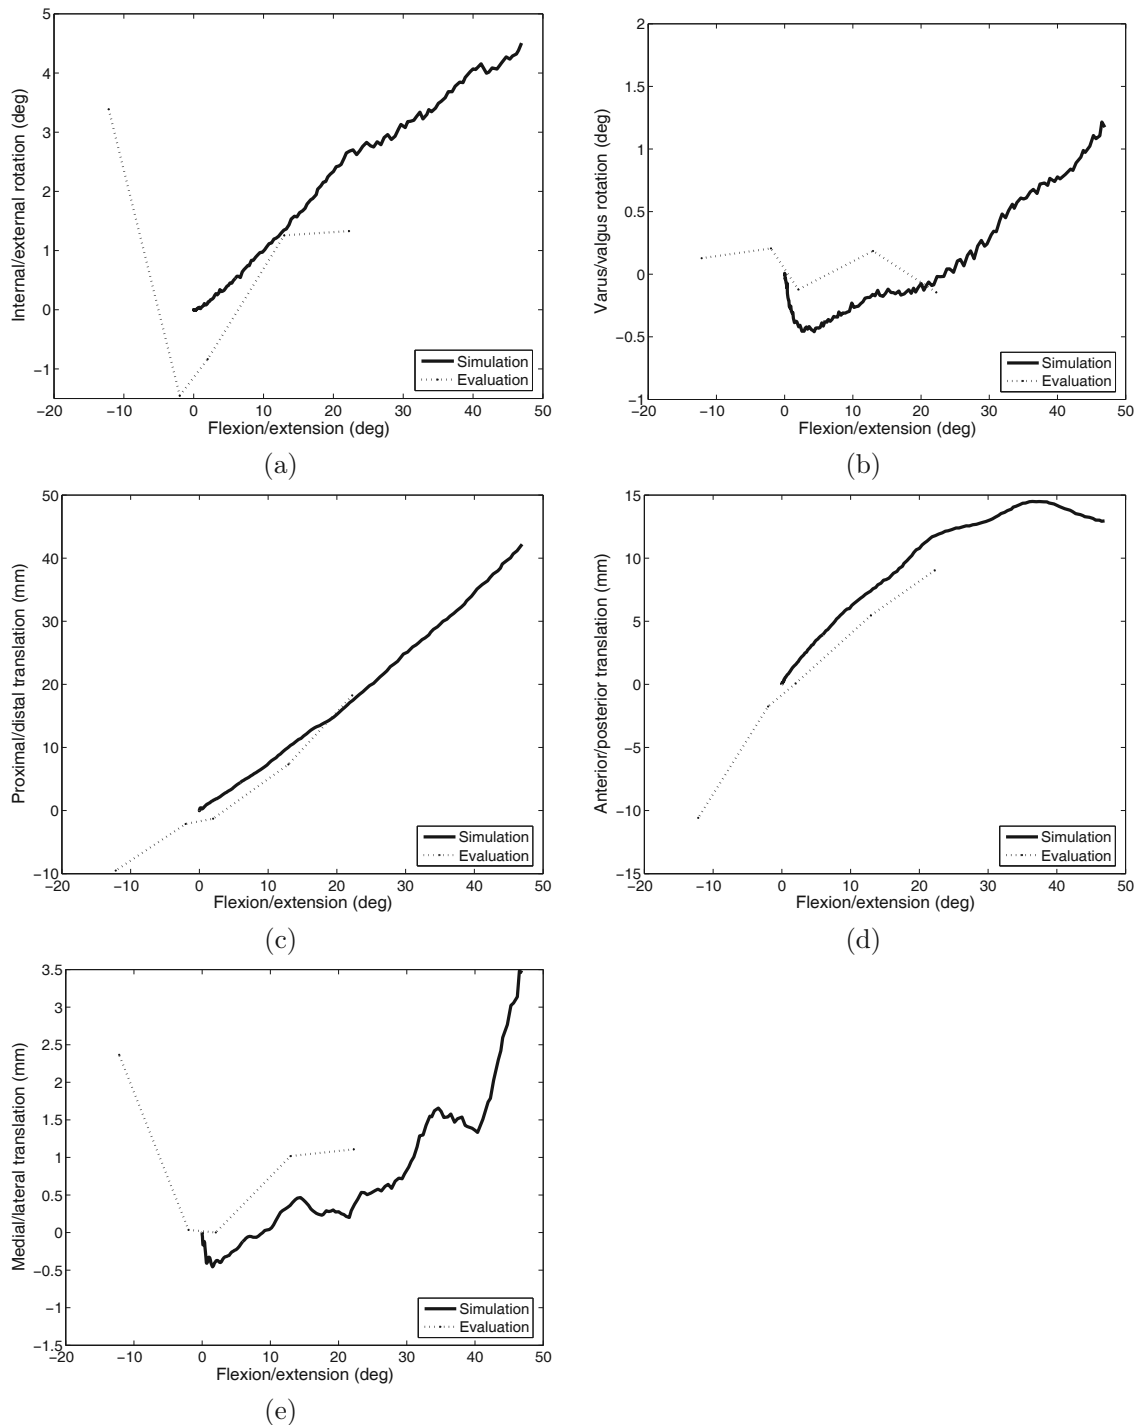 5
4
3
2
1
0
−1
−20 −10 0 10 20 30 40 50
Internal/external rotation (deg)
Flexion/extension (deg)
Simulation
Evaluation
(a)
2
1.5
1
0.5
0
−0.5
−1
−20 −10 0 10 20 30 40 50
Varus/valgus rotation (deg)
Flexion/extension (deg)
Simulation
Evaluation
(b)
50
40
30
20
10
0
−10
−20 −10 0 10 20 30 40 50
Proximal/distal translation (mm)
Flexion/extension (deg)
Simulation
Evaluation
(c)
15
10
5
0
−5
−10
−15
−20 −10 0 10 20 30 40 50
Anterior/posterior translation (mm)
Flexion/extension (deg)
Simulation
Evaluation
(d)
3.5
3
2.5
2
1.5
1
0.5
0
−0.5
−1
−1.5
−20 −10 0 10 20 30 40 50
Medial/lateral translation (mm)
Flexion/extension (deg)
Simulation
Evaluation
(e)